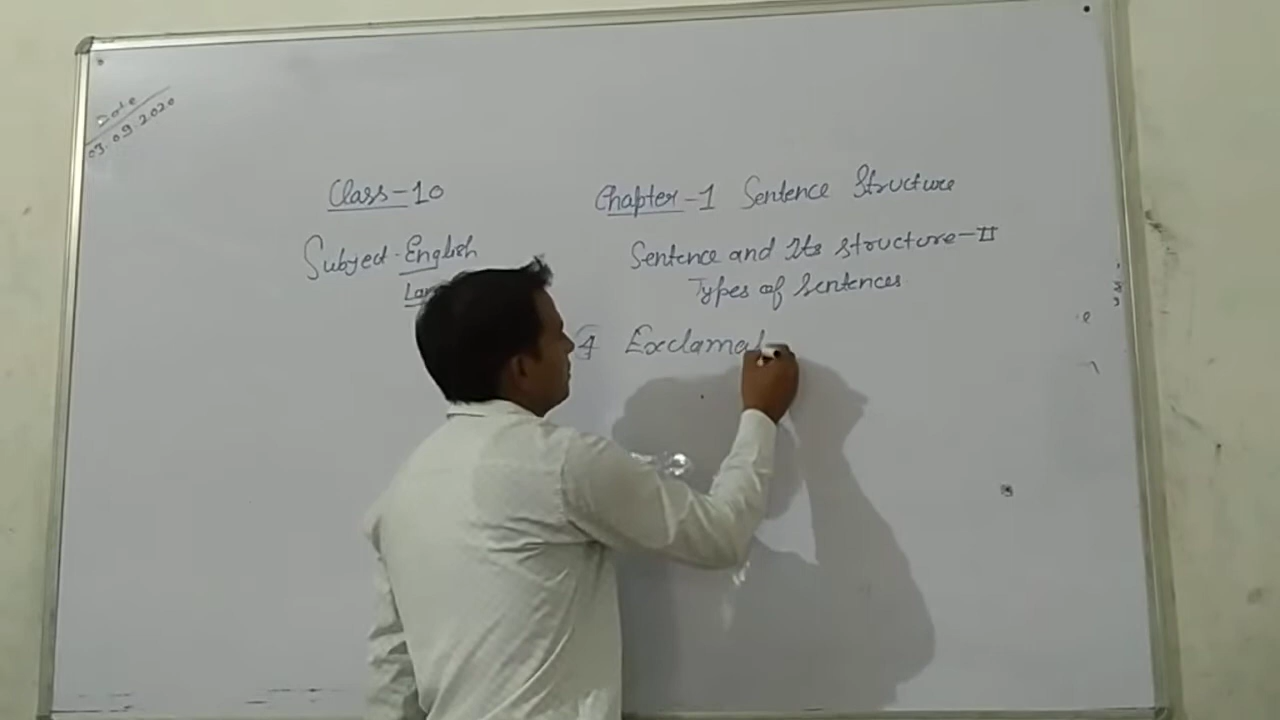 Date
03.09.2020
Class-10
Subject-English
Lan
Chapter-1 Sentence Structure
Sentence and Its structure-II
Types of Sentences
4 Exclamat